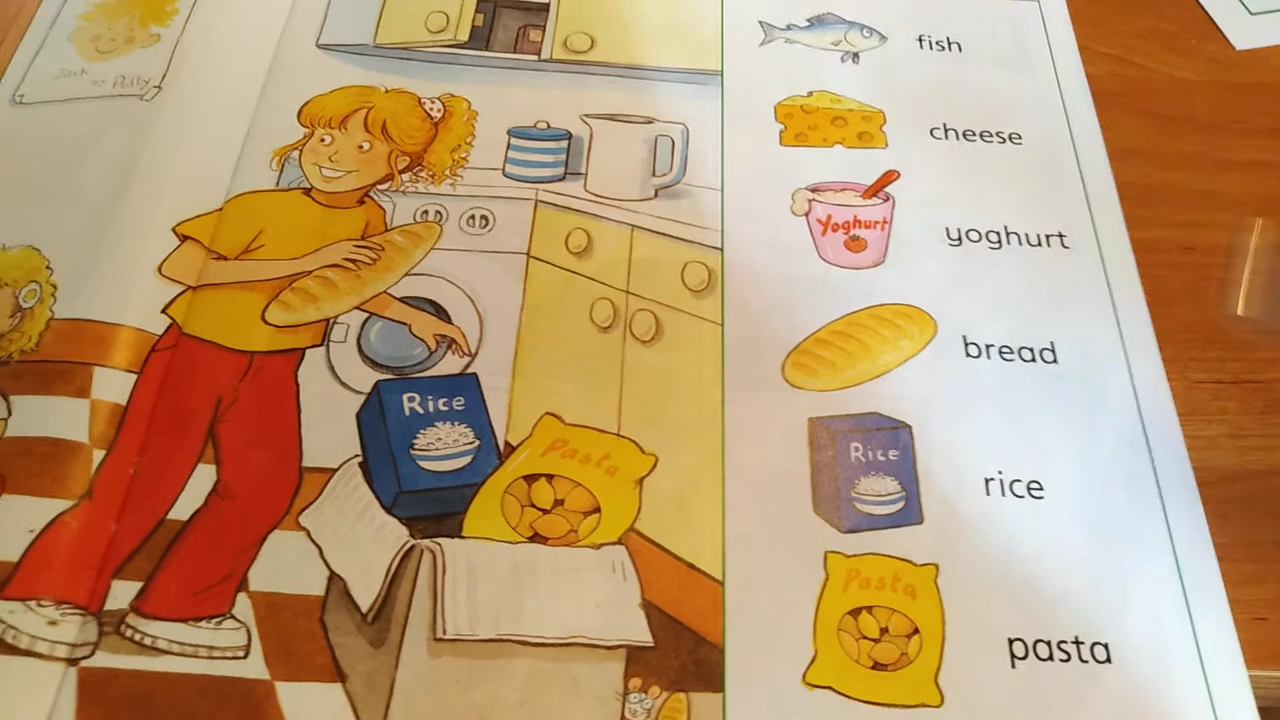 Jack
Polly
Rice
Pasta
fish
cheese
Yoghurt
yoghurt
bread
Rice
rice
Pasta
pasta